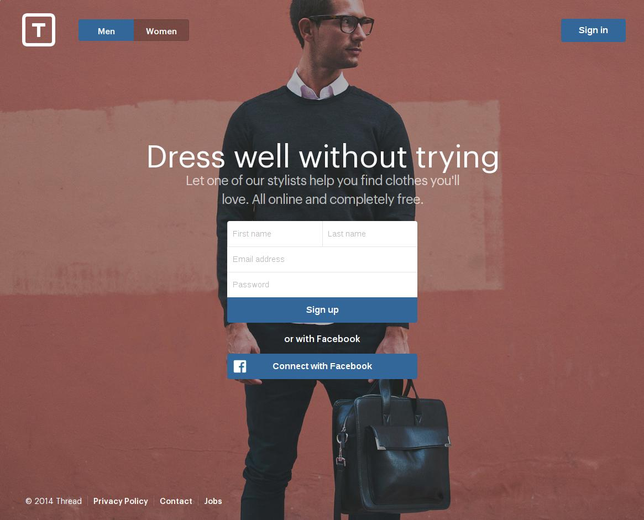 T
Men Women
Sign in
Dress well without trying
Let one of our stylists help you find clothes you'll
love. All online and completely free.
First name Last name
Email address
Password
Sign up
or with Facebook
f Connect with Facebook
© 2014 Thread Privacy Policy Contact Jobs